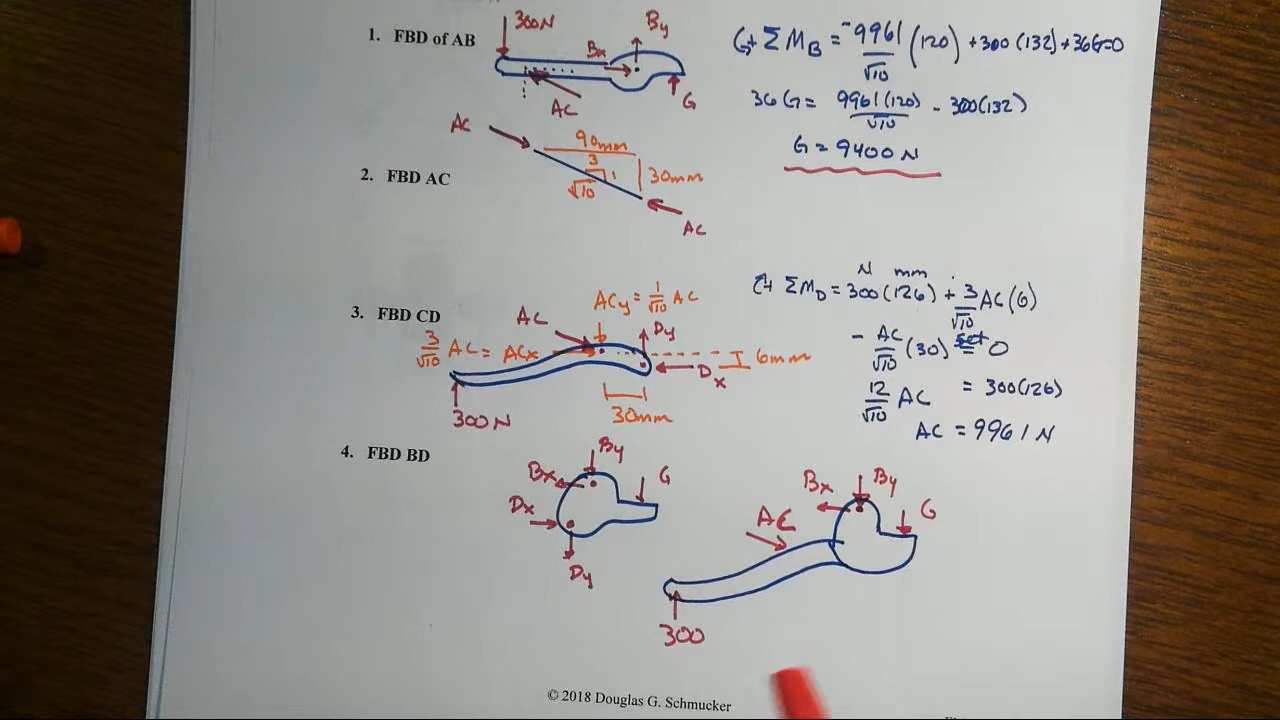 1. FBD of AB
300N
By
Bx
AC
G
↺+ ΣM_B = -9961/√10 (120) + 300(132) + 36G=0
36G = 9961(120)/√10 - 300(132)
G = 9400 N
2. FBD AC
AC
90mm
3
1
√10
30mm
AC
3. FBD CD
AC
ACy = 1/√10 AC
3/√10 AC = ACx
Dy
Dx
6mm
30mm
300N
N mm
ΣM_D = 300(126) + 3/√10 AC(6)
- AC/√10 (30) set= 0
12/√10 AC = 300(126)
AC = 9961 N
4. FBD BD
By
Bx
G
Dx
Dy
Bx
By
G
AC
300
© 2018 Douglas G. Schmucker